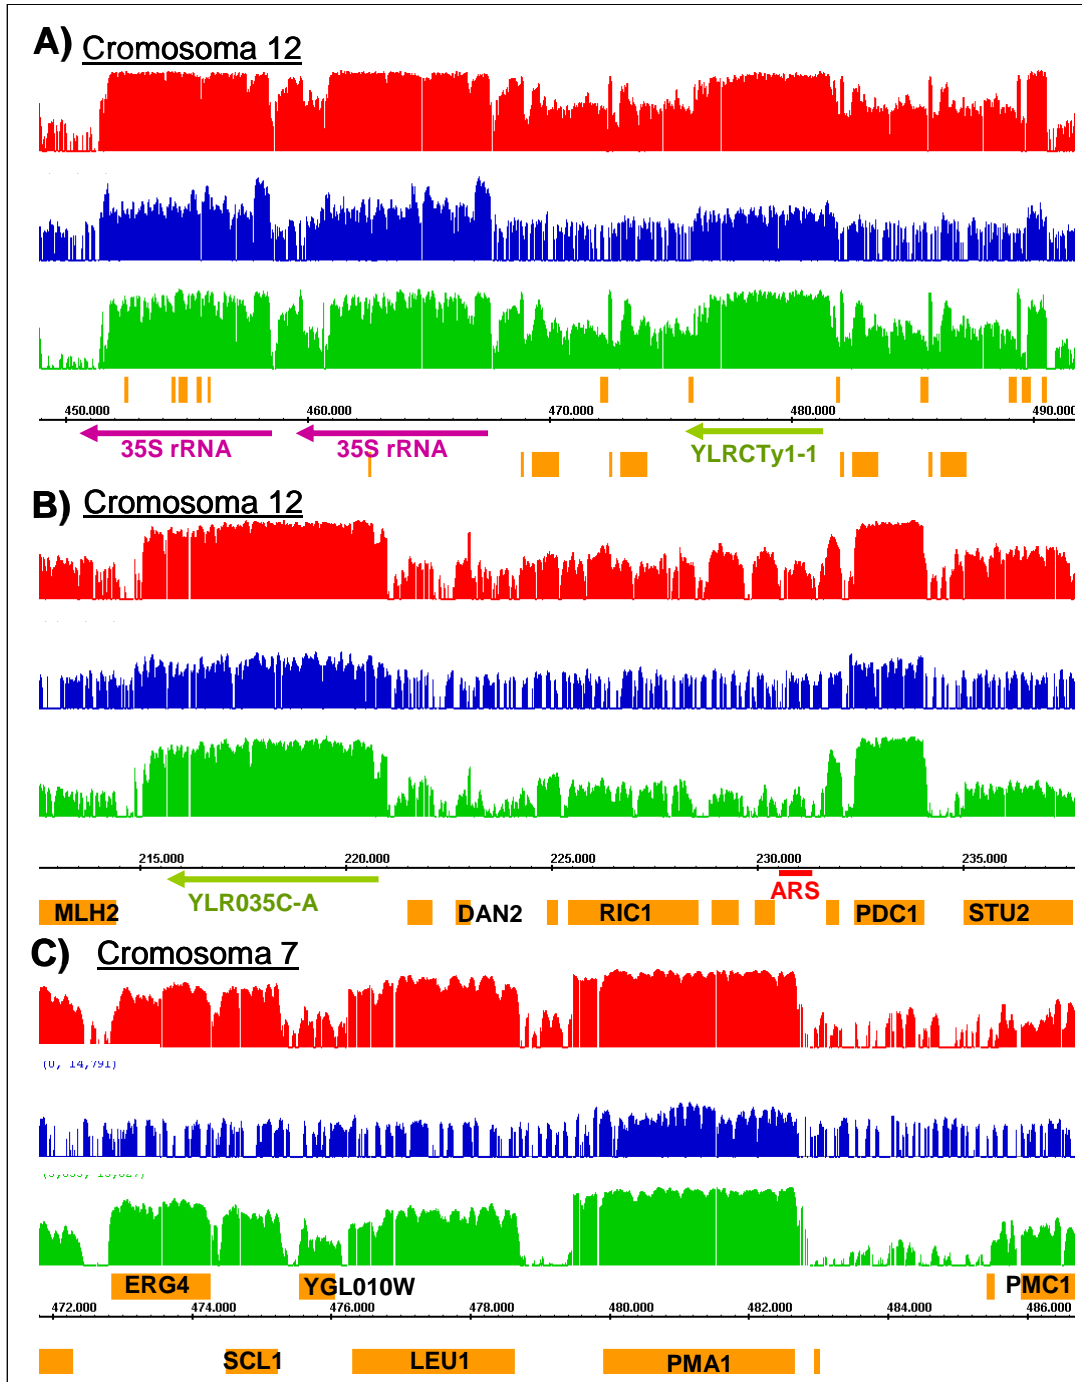 A) Cromosoma 12
450.000 460.000 470.000 480.000 490.000
35S rRNA 35S rRNA YLRCTy1-1
B) Cromosoma 12
215.000 220.000 225.000 230.000 235.000
YLR035C-A ARS
MLH2 DAN2 RIC1 PDC1 STU2
C) Cromosoma 7
(0, 14,791)
ERG4 YGL010W PMC1
472.000 474.000 476.000 478.000 480.000 482.000 484.000 486.000
SCL1 LEU1 PMA1